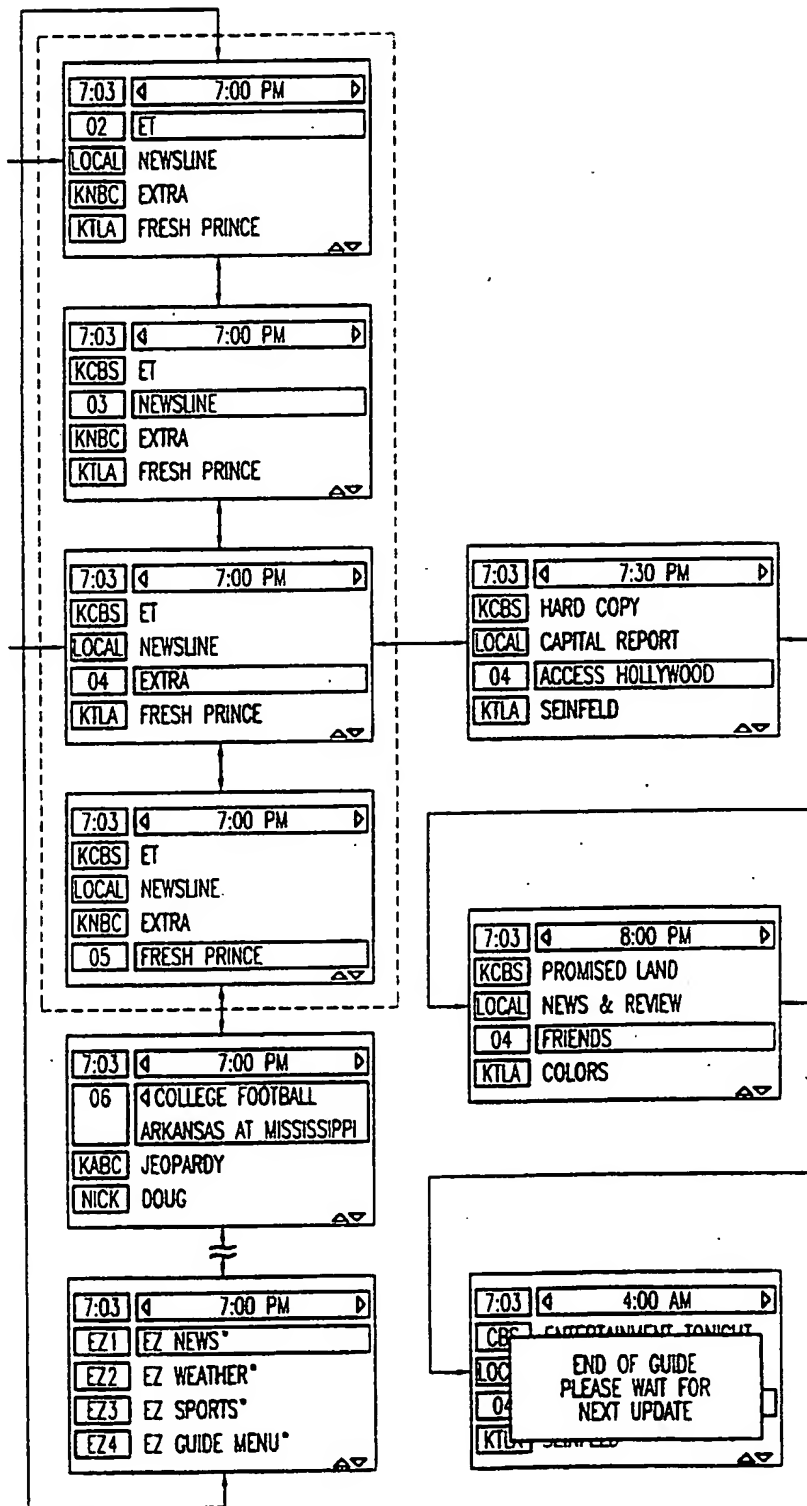 7:03 7:00 PM
02 ET
LOCAL NEWSLINE
KNBC EXTRA
KTLA FRESH PRINCE
7:03 7:00 PM
KCBS ET
03 NEWSLINE
KNBC EXTRA
KTLA FRESH PRINCE
7:03 7:00 PM
KCBS ET
LOCAL NEWSLINE
04 EXTRA
KTLA FRESH PRINCE
7:03 7:00 PM
KCBS ET
LOCAL NEWSLINE
KNBC EXTRA
05 FRESH PRINCE
7:03 7:00 PM
06 COLLEGE FOOTBALL
ARKANSAS AT MISSISSIPPI
KABC JEOPARDY
NICK DOUG
7:03 7:00 PM
EZ1 EZ NEWS*
EZ2 EZ WEATHER*
EZ3 EZ SPORTS*
EZ4 EZ GUIDE MENU*
7:03 7:30 PM
KCBS HARD COPY
LOCAL CAPITAL REPORT
04 ACCESS HOLLYWOOD
KTLA SEINFELD
7:03 8:00 PM
KCBS PROMISED LAND
LOCAL NEWS & REVIEW
04 FRIENDS
KTLA COLORS
7:03 4:00 AM
CBS ENTERTAINMENT TONIGHT
LOC
04
KTLA SEINFELD
END OF GUIDE
PLEASE WAIT FOR
NEXT UPDATE